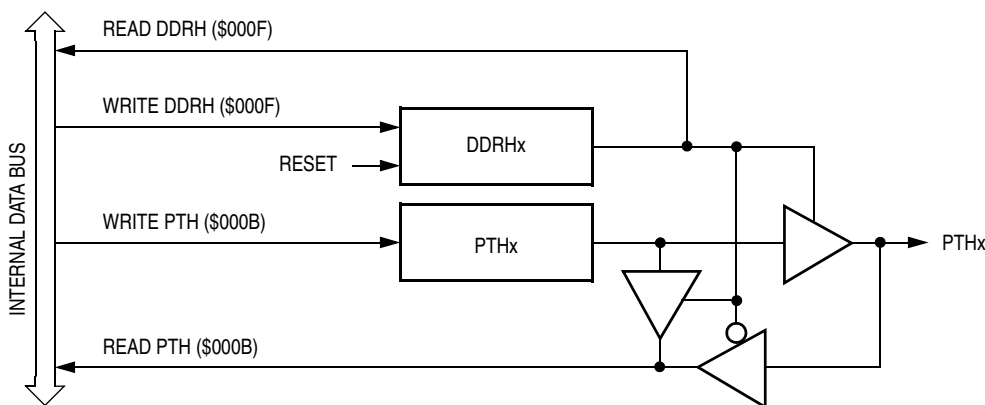 READ DDRH ($000F)
WRITE DDRH ($000F)
DDRHx
RESET
WRITE PTH ($000B)
PTHx
PTHx
READ PTH ($000B)
INTERNAL DATA BUS